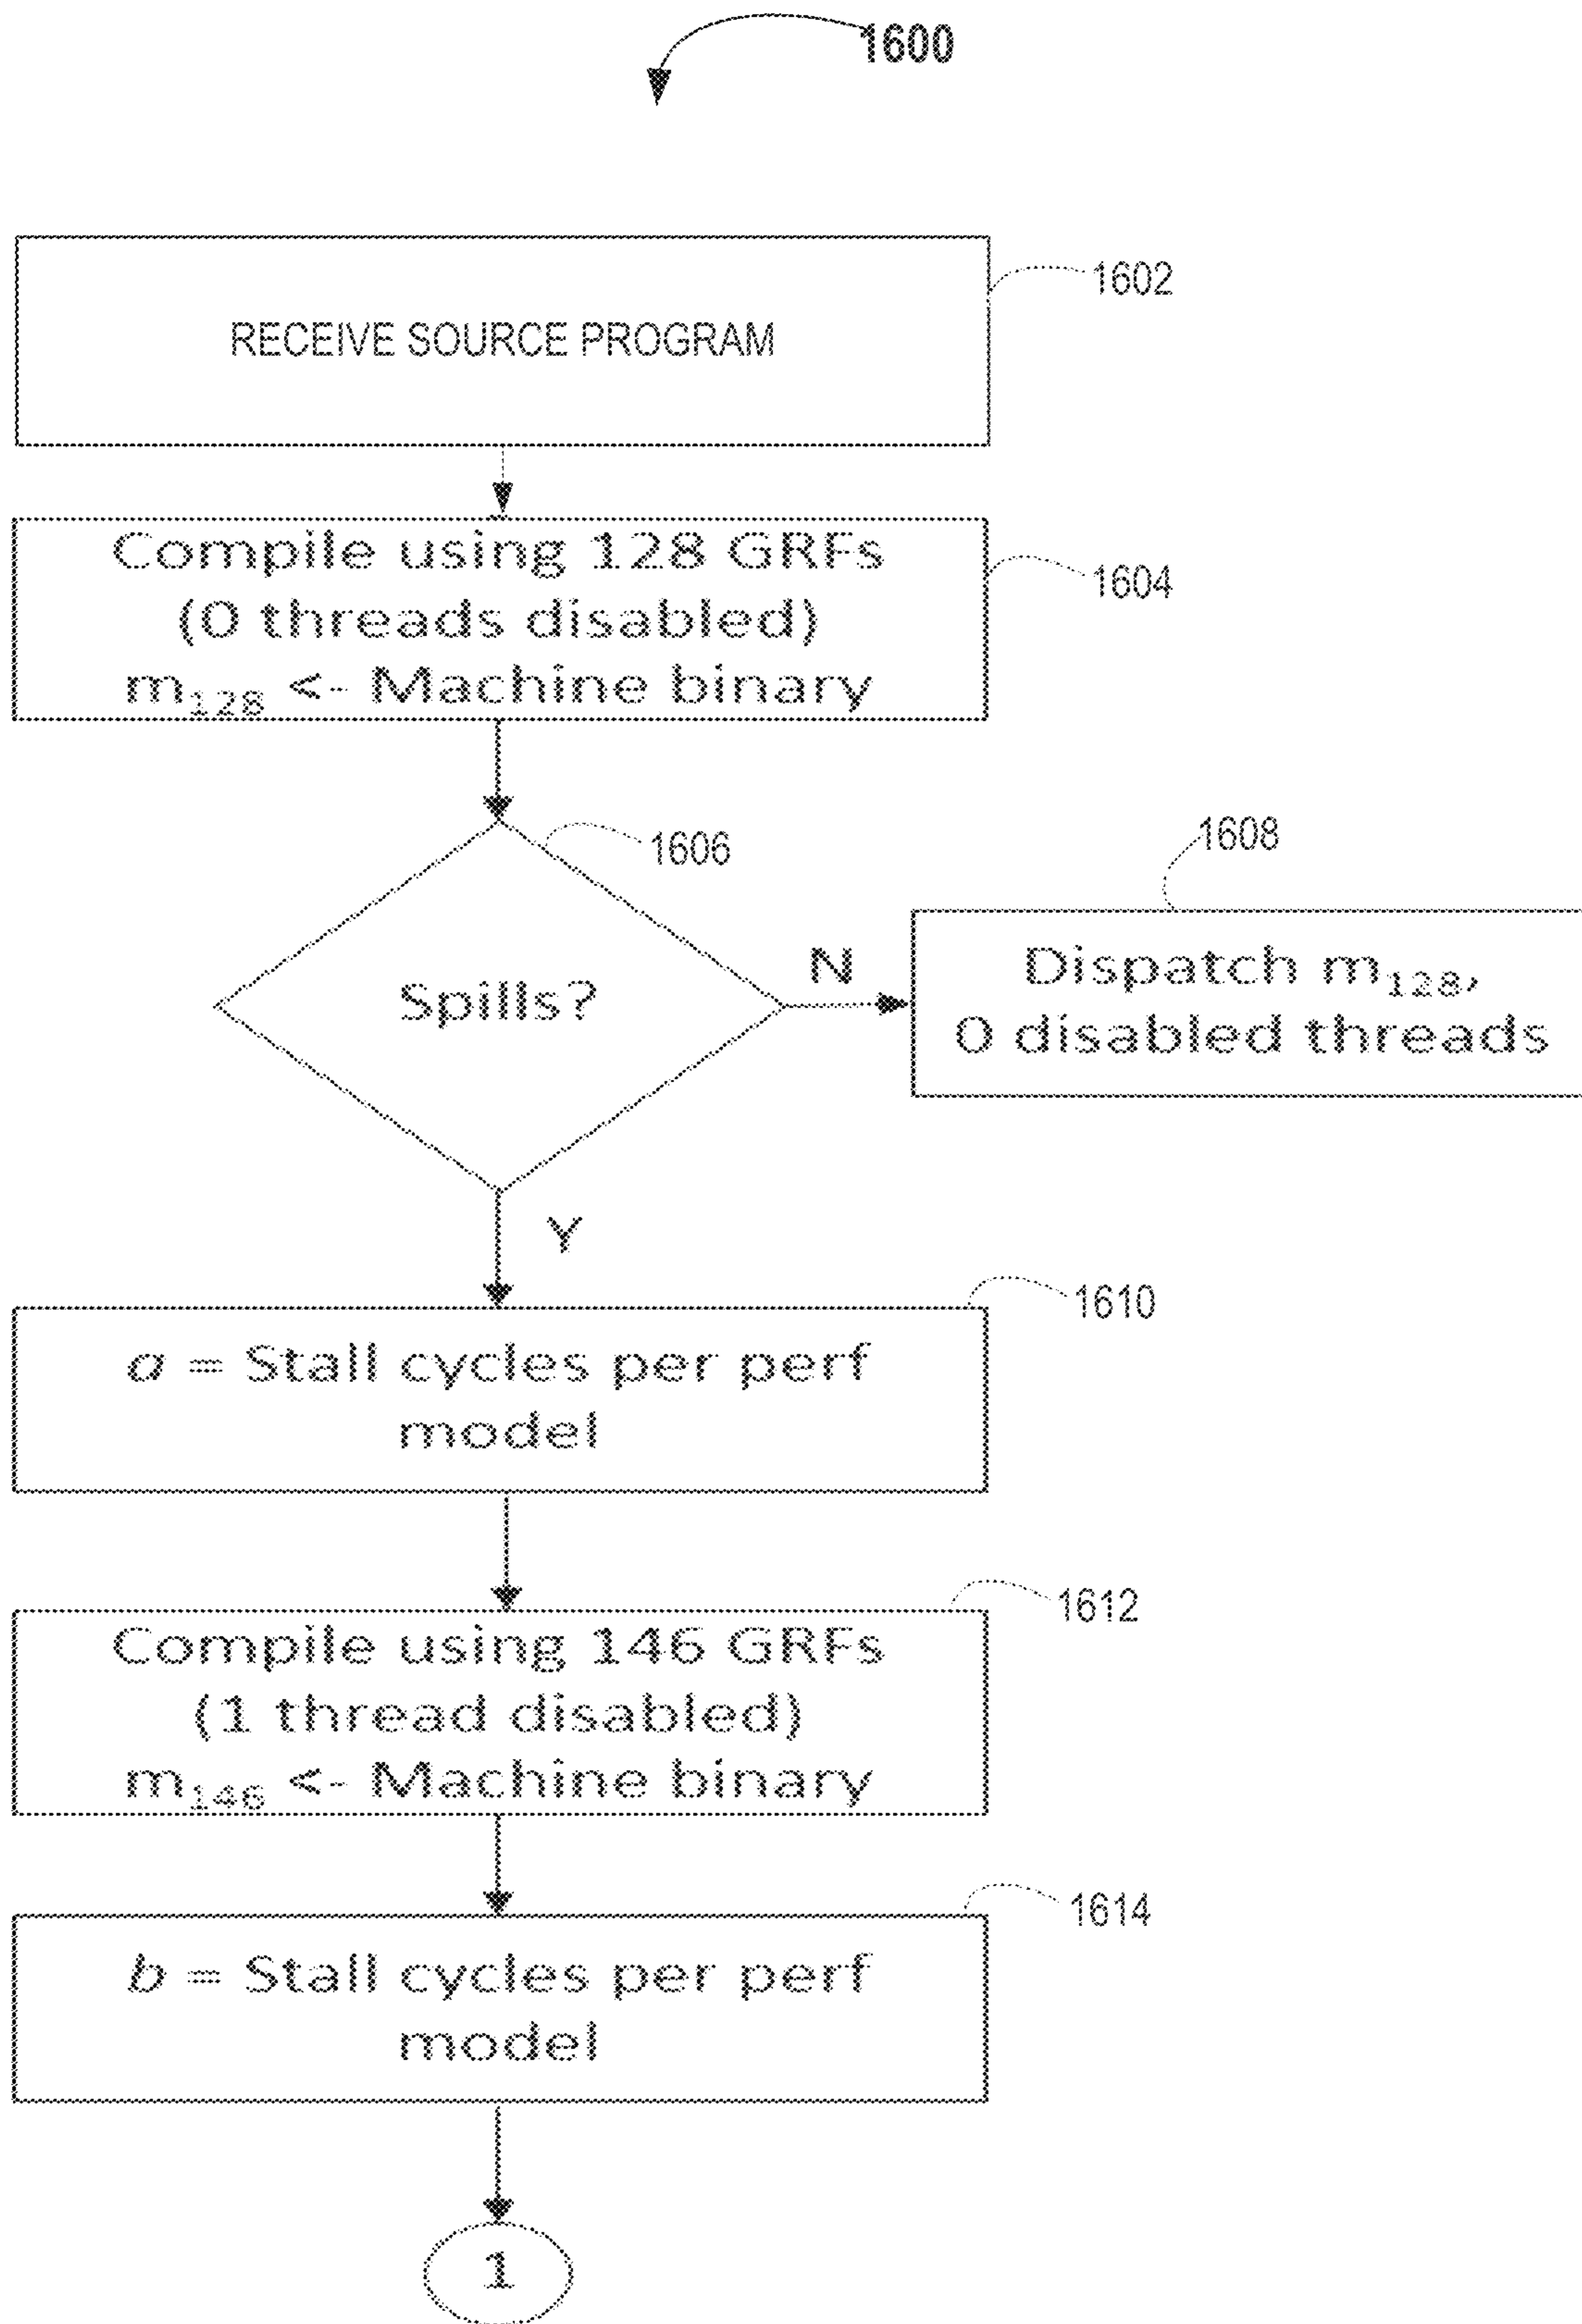 1600
RECEIVE SOURCE PROGRAM
1602
Compile using 128 GRFs
(0 threads disabled)
m128 <- Machine binary
1604
Spills?
1606
N
1608
Dispatch m128,
0 disabled threads
Y
a = Stall cycles per perf
model
1610
Compile using 146 GRFs
(1 thread disabled)
m146 <- Machine binary
1612
b = Stall cycles per perf
model
1614
1